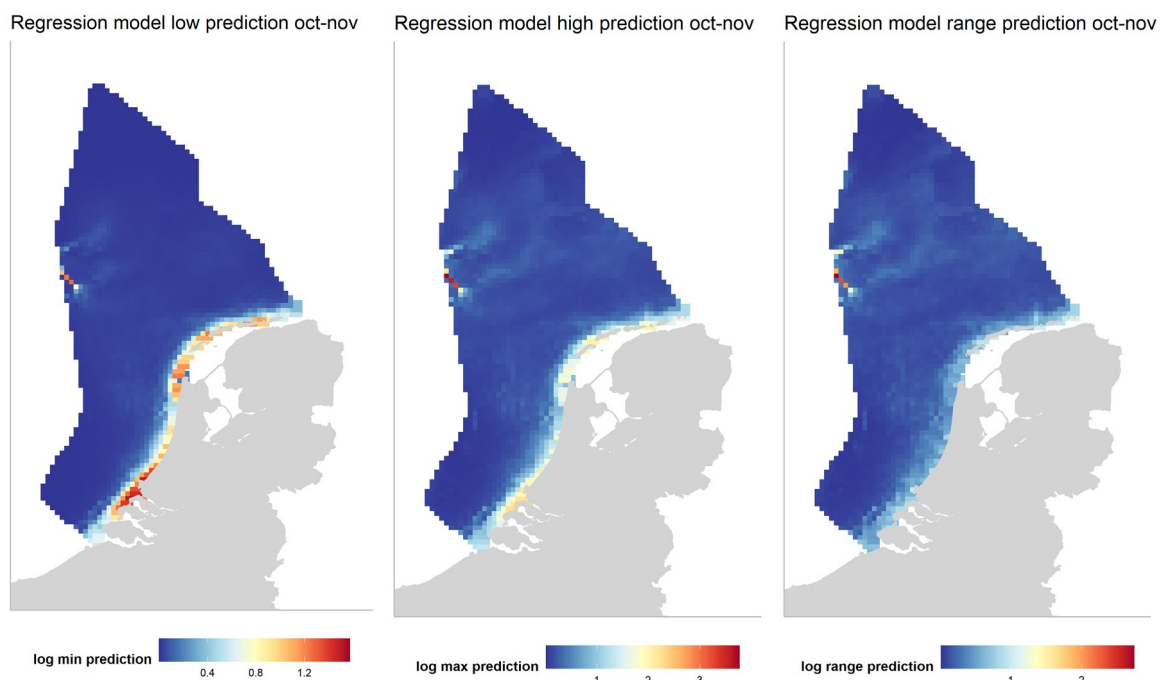 Regression model low prediction oct-nov
Regression model high prediction oct-nov
Regression model range prediction oct-nov
log min prediction
0.4 0.8 1.2
log max prediction
1 2 3
log range prediction
1 2